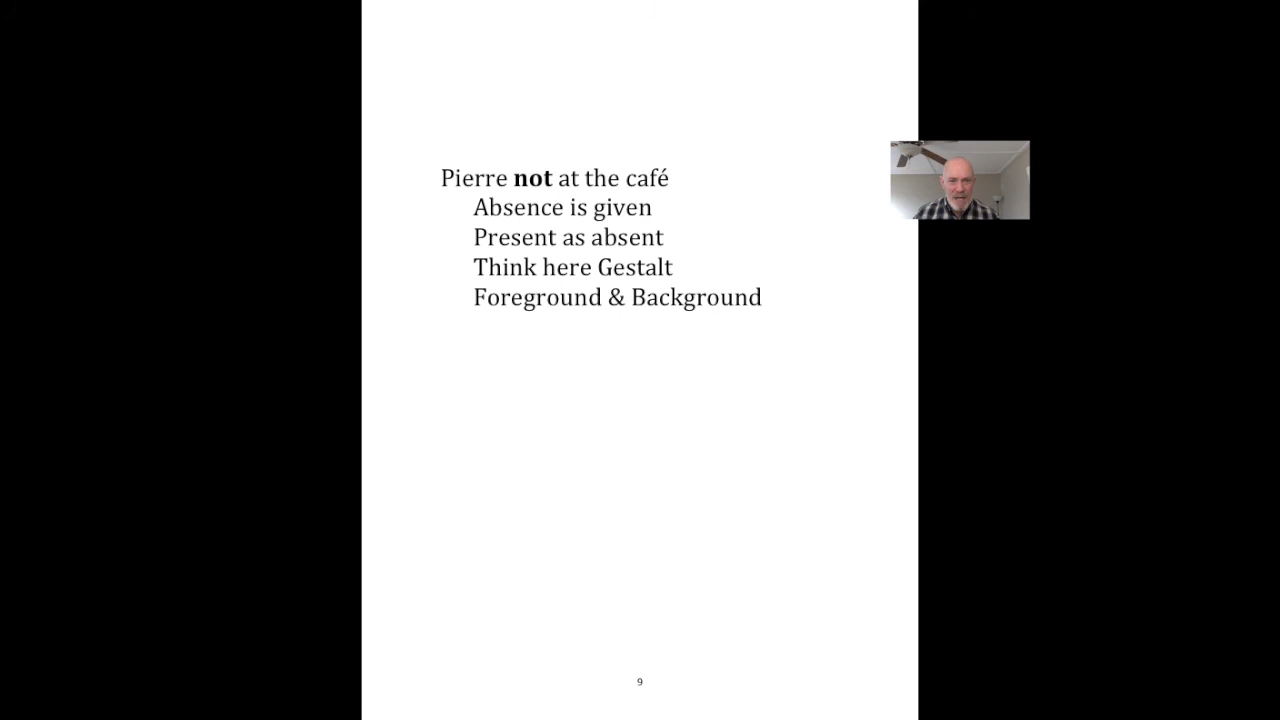 Pierre not at the café
Absence is given
Present as absent
Think here Gestalt
Foreground & Background
9